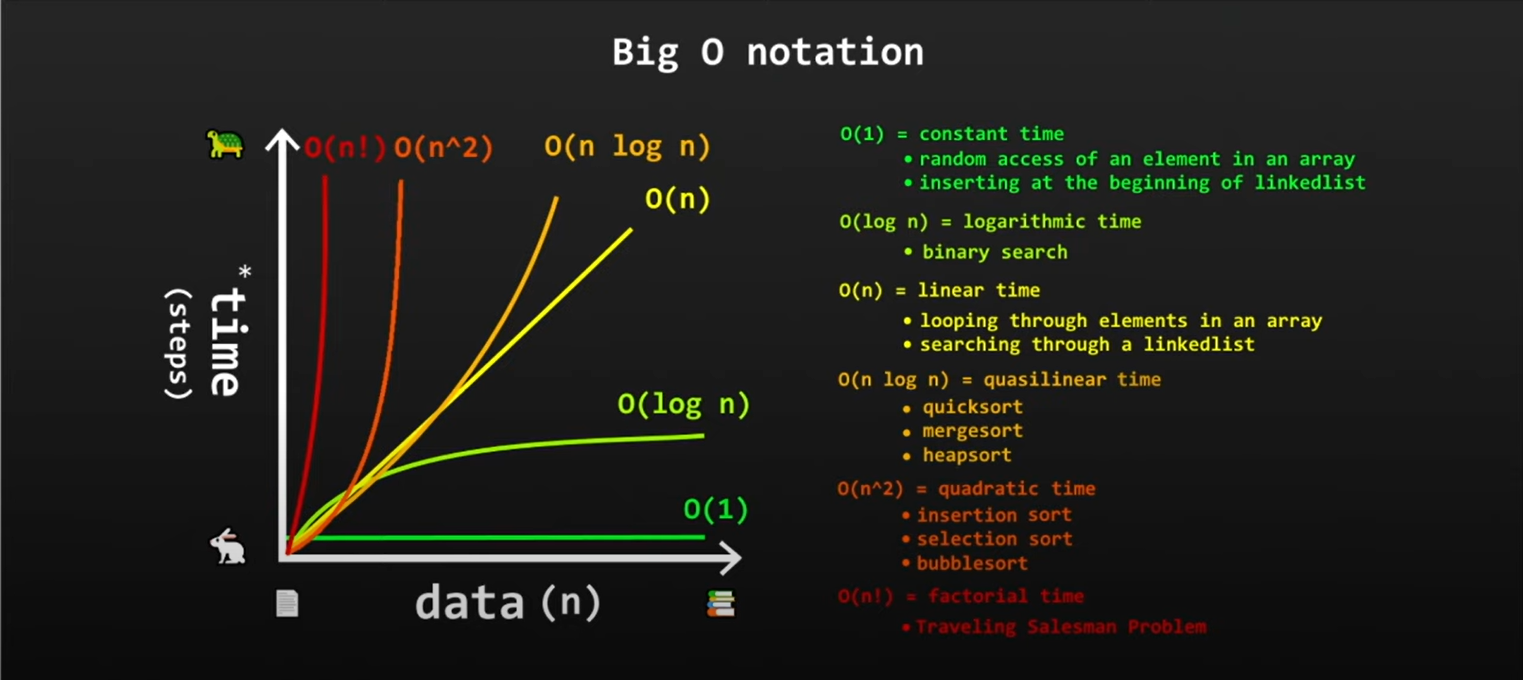 Big O notation
O(n!)
O(n^2)
O(n log n)
O(n)
O(log n)
O(1)
*time
(steps)
data (n)
O(1) = constant time
• random access of an element in an array
• inserting at the beginning of linkedlist
O(log n) = logarithmic time
• binary search
O(n) = linear time
• looping through elements in an array
• searching through a linkedlist
O(n log n) = quasilinear time
• quicksort
• mergesort
• heapsort
O(n^2) = quadratic time
• insertion sort
• selection sort
• bubblesort
O(n!) = factorial time
• Traveling Salesman Problem